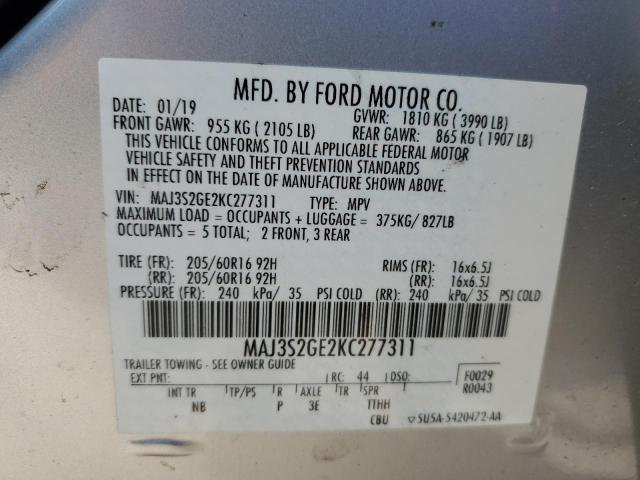 MFD. BY FORD MOTOR CO.
DATE: 01/19 GVWR: 1810 KG ( 3990 LB)
FRONT GAWR: 955 KG ( 2105 LB) REAR GAWR: 865 KG ( 1907 LB)
THIS VEHICLE CONFORMS TO ALL APPLICABLE FEDERAL MOTOR
VEHICLE SAFETY AND THEFT PREVENTION STANDARDS
IN EFFECT ON THE DATE OF MANUFACTURE SHOWN ABOVE.
VIN: MAJ3S2GE2KC277311 TYPE: MPV
MAXIMUM LOAD = OCCUPANTS + LUGGAGE = 375KG/ 827LB
OCCUPANTS = 5 TOTAL; 2 FRONT, 3 REAR
TIRE (FR): 205/60R16 92H RIMS (FR): 16x6.5J
(RR): 205/60R16 92H (RR): 16x6.5J
PRESSURE (FR): 240 kPa/ 35 PSI COLD (RR): 240 kPa/ 35 PSI COLD
MAJ3S2GE2KC277311
TRAILER TOWING - SEE OWNER GUIDE
EXT PNT: RC: 44 DSO: F0029
R0043
INT TR TP/PS R AXLE TR SPR
NB P 3E TTHH
CBU SU5A-S420472-AA